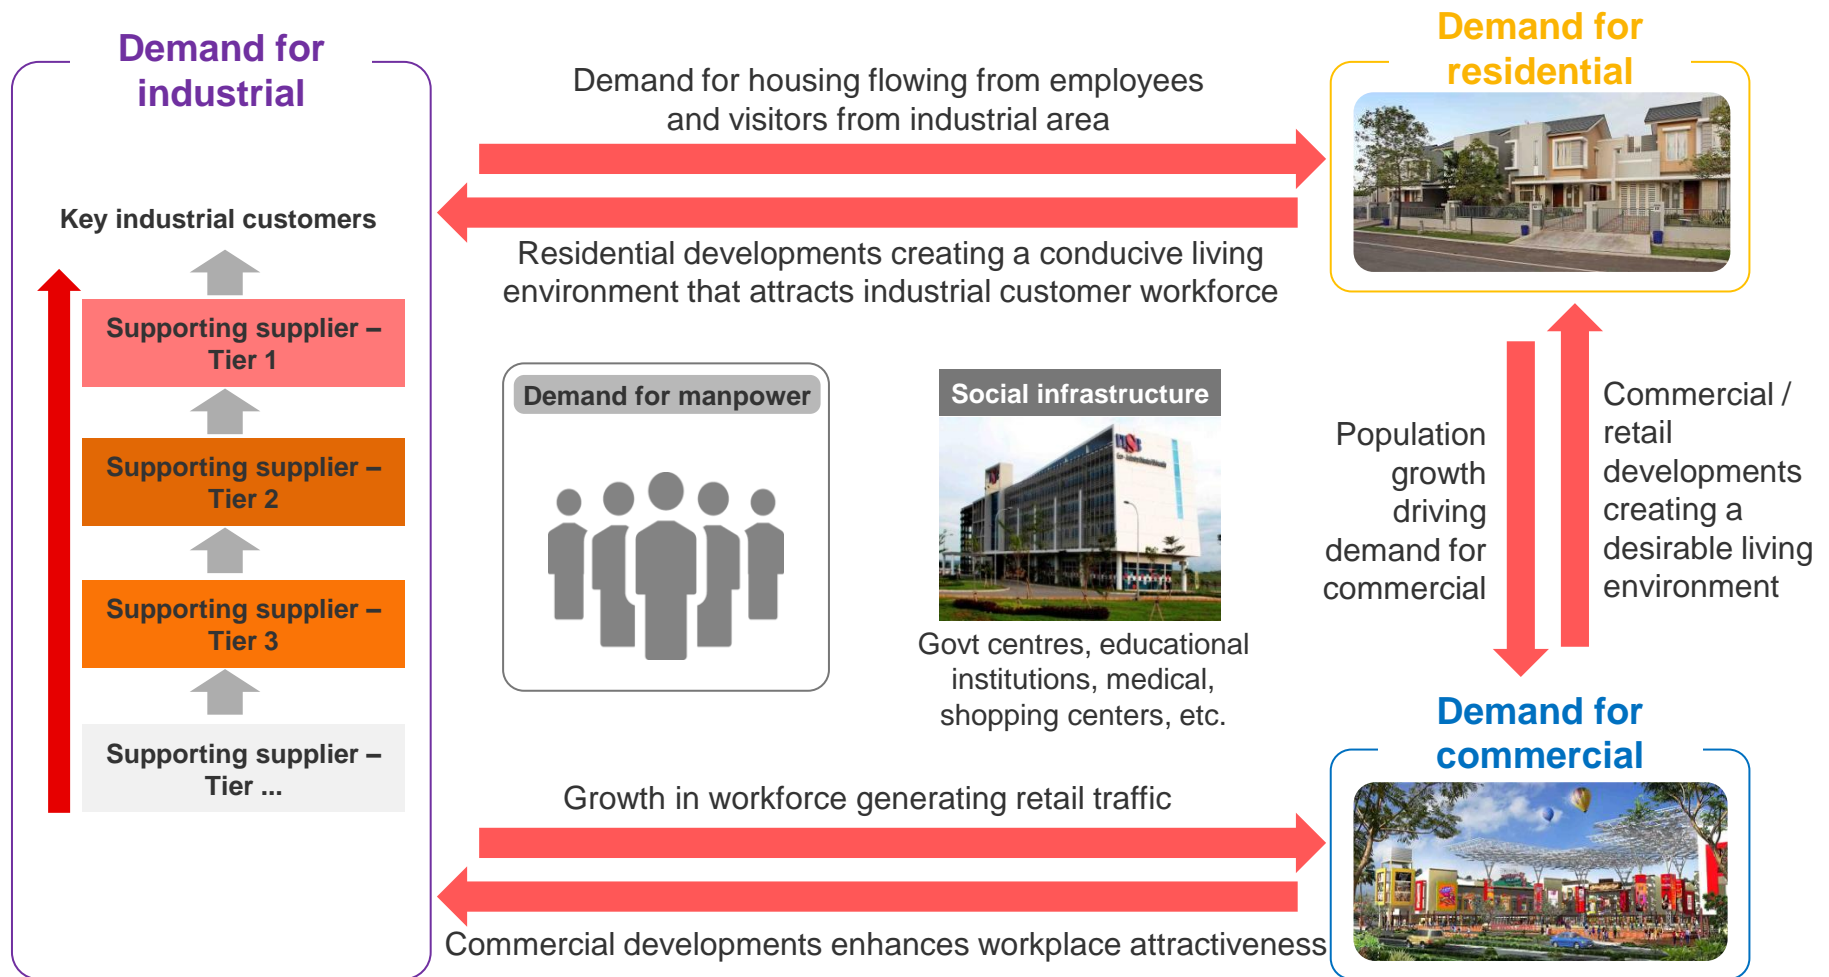 Demand for
industrial
Key industrial customers
Supporting supplier –
Tier 1
Supporting supplier –
Tier 2
Supporting supplier –
Tier 3
Supporting supplier –
Tier ...
Demand for housing flowing from employees
and visitors from industrial area
Residential developments creating a conducive living
environment that attracts industrial customer workforce
Demand for manpower
Social infrastructure
Govt centres, educational
institutions, medical,
shopping centers, etc.
Growth in workforce generating retail traffic
Commercial developments enhances workplace attractiveness
Demand for
residential
Population
growth
driving
demand for
commercial
Commercial /
retail
developments
creating a
desirable living
environment
Demand for
commercial